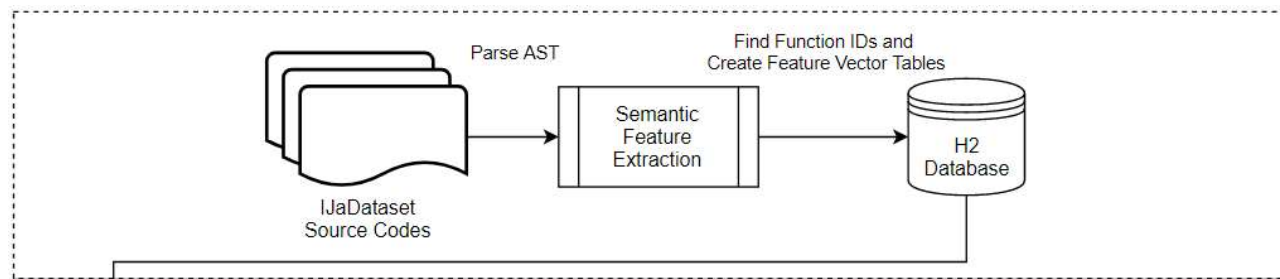 Parse AST
Find Function IDs and
Create Feature Vector Tables
Semantic
Feature
Extraction
H2
Database
IJaDataset
Source Codes